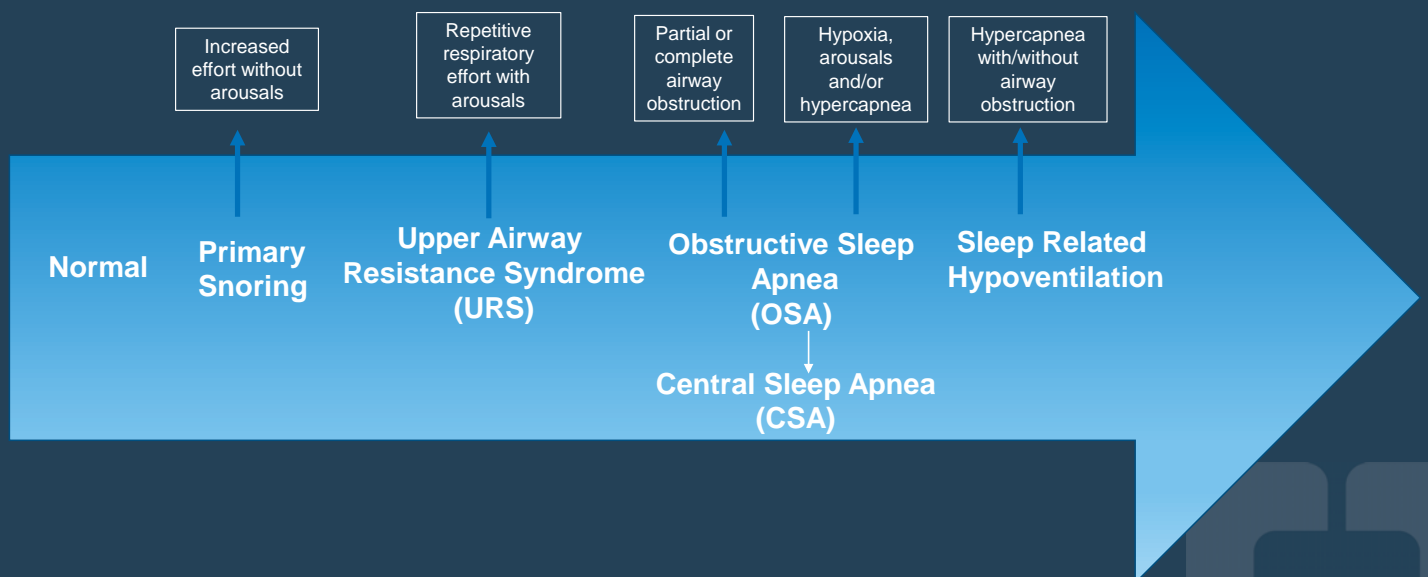 Increased
effort without
arousals
Repetitive
respiratory
effort with
arousals
Partial or
complete
airway
obstruction
Hypoxia,
arousals
and/or
hypercapnea
Hypercapnea
with/without
airway
obstruction
Normal
Primary
Snoring
Upper Airway
Resistance Syndrome
(URS)
Obstructive Sleep
Apnea
(OSA)
Central Sleep Apnea
(CSA)
Sleep Related
Hypoventilation